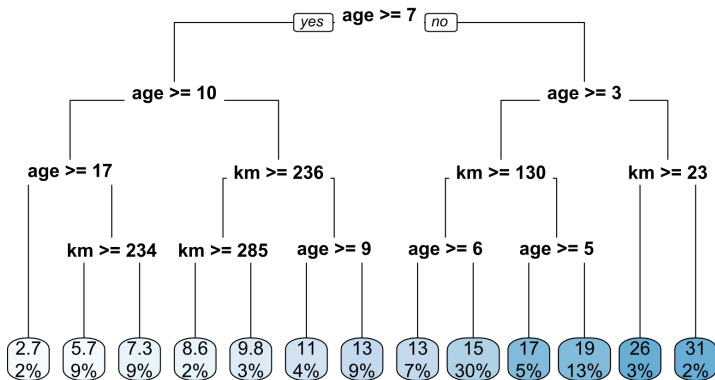 yes age >= 7 no
age >= 10 age >= 3
age >= 17 km >= 236 km >= 130 km >= 23
km >= 234 km >= 285 age >= 9 age >= 6 age >= 5
2.7 5.7 7.3 8.6 9.8 11 13 13 15 17 19 26 31
2% 9% 9% 2% 3% 4% 9% 7% 30% 5% 13% 3% 2%